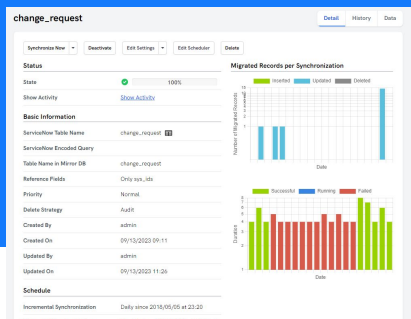 change_request
Detail History Data
Synchronize Now Deactivate Edit Settings Edit Scheduler Delete
Status
State 100%
Show Activity Show Activity
Basic Information
ServiceNow Table Name change_request
ServiceNow Encoded Query
Table Name in Mirror DB change_request
Reference Fields Only sys_ids
Priority Normal
Delete Strategy Audit
Created By admin
Created On 09/13/2023 09:11
Updated By admin
Updated On 09/13/2023 11:26
Schedule
Incremental Synchronization Daily since 2018/05/05 at 23:20
Migrated Records per Synchronization
Inserted Updated Deleted
Number of Migrated Records
Date
Successful Running Failed
Duration
Date